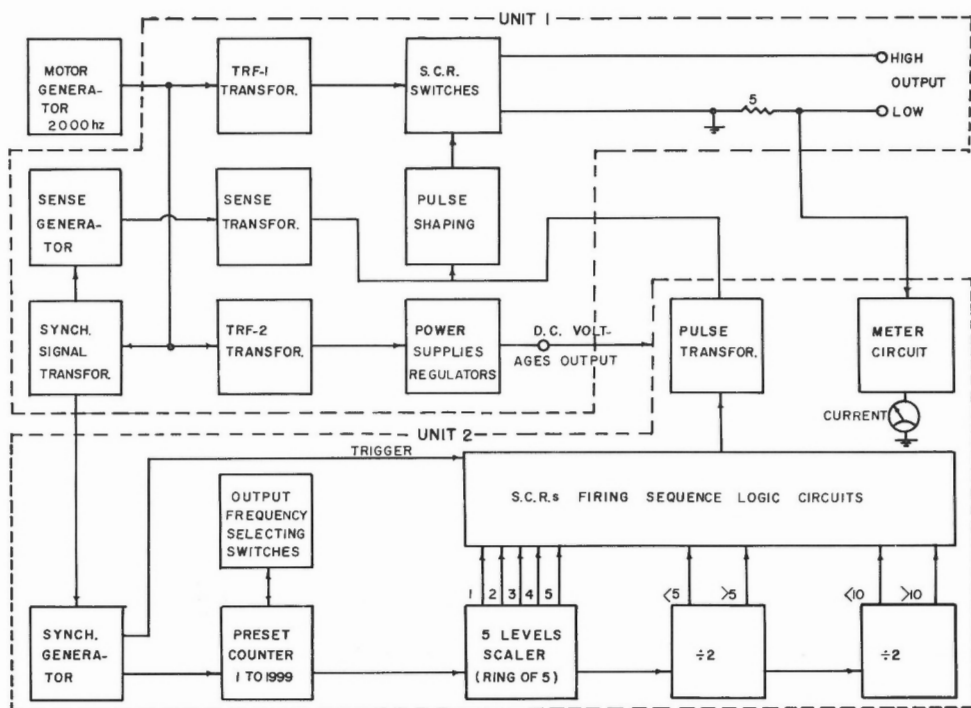 UNIT 1
MOTOR
GENERA-
TOR
2000hz
TRF-1
TRANSFOR.
S.C.R.
SWITCHES
HIGH
OUTPUT
LOW
5
SENSE
GENERA-
TOR
SENSE
TRANSFOR.
PULSE
SHAPING
SYNCH.
SIGNAL
TRANSFOR.
TRF-2
TRANSFOR.
POWER
SUPPLIES
REGULATORS
D.C. VOLT-
AGES OUTPUT
PULSE
TRANSFOR.
METER
CIRCUIT
CURRENT
UNIT 2
TRIGGER
OUTPUT
FREQUENCY
SELECTING
SWITCHES
S.C.R.s FIRING SEQUENCE LOGIC CIRCUITS
1 2 3 4 5
<5 >5
<10 >10
SYNCH.
GENERA-
TOR
PRESET
COUNTER
1 TO 1999
5 LEVELS
SCALER
(RING OF 5)
÷2
÷2